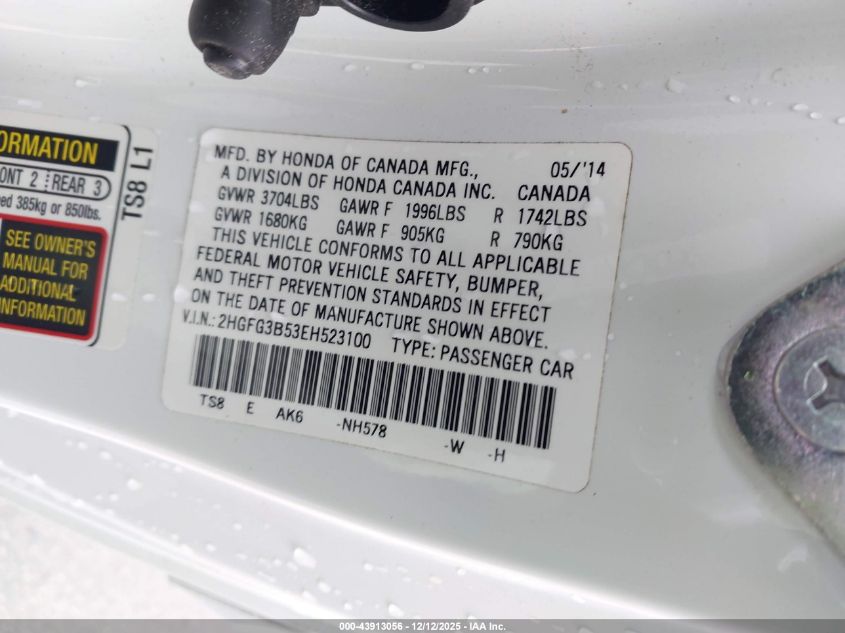 ORMATION
ONT 2 REAR 3
ed 385kg or 850lbs.
SEE OWNER'S
MANUAL FOR
ADDITIONAL
INFORMATION
TS8 L1
MFD. BY HONDA OF CANADA MFG., 05/'14
A DIVISION OF HONDA CANADA INC. CANADA
GVWR 3704LBS GAWR F 1996LBS R 1742LBS
GVWR 1680KG GAWR F 905KG R 790KG
THIS VEHICLE CONFORMS TO ALL APPLICABLE
FEDERAL MOTOR VEHICLE SAFETY, BUMPER,
AND THEFT PREVENTION STANDARDS IN EFFECT
ON THE DATE OF MANUFACTURE SHOWN ABOVE.
V.I.N.: 2HGFG3B53EH523100 TYPE: PASSENGER CAR
TS8 E AK6 -NH578 -W -H
000-43913056 - 12/12/2025 - IAA Inc.